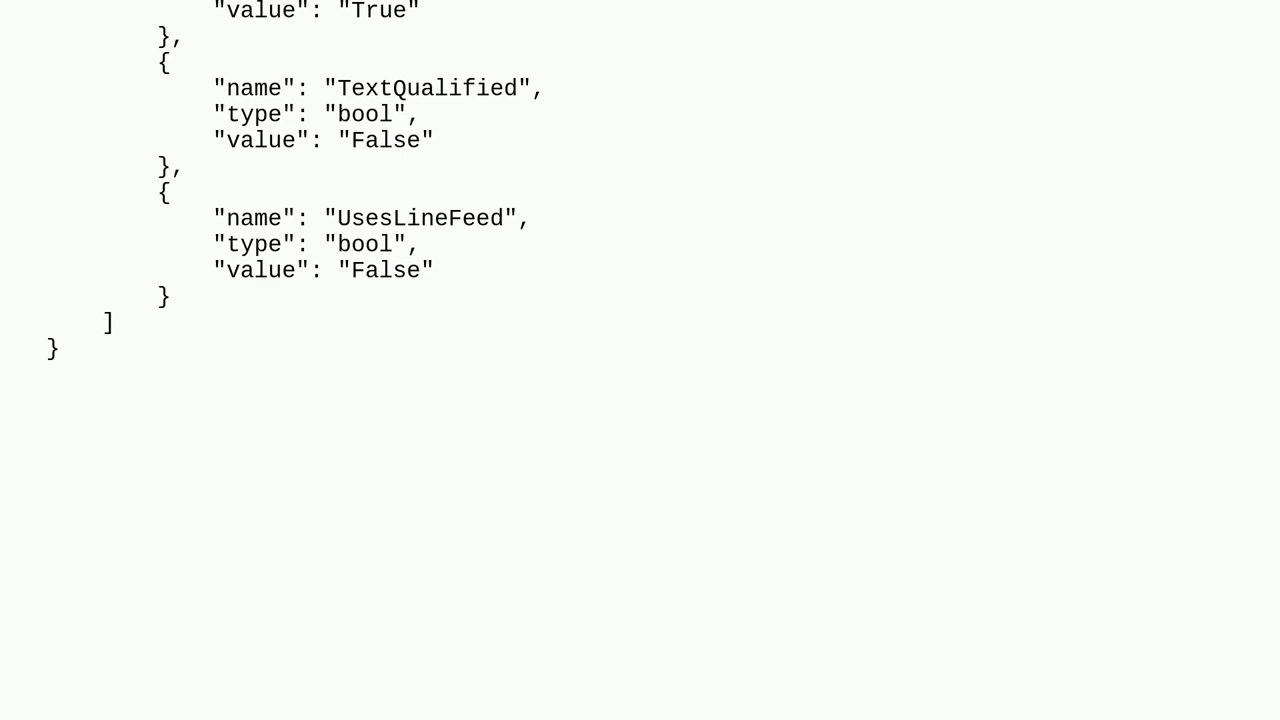 "value": "True"
        },
        {
            "name": "TextQualified",
            "type": "bool",
            "value": "False"
        },
        {
            "name": "UsesLineFeed",
            "type": "bool",
            "value": "False"
        }
    ]
}